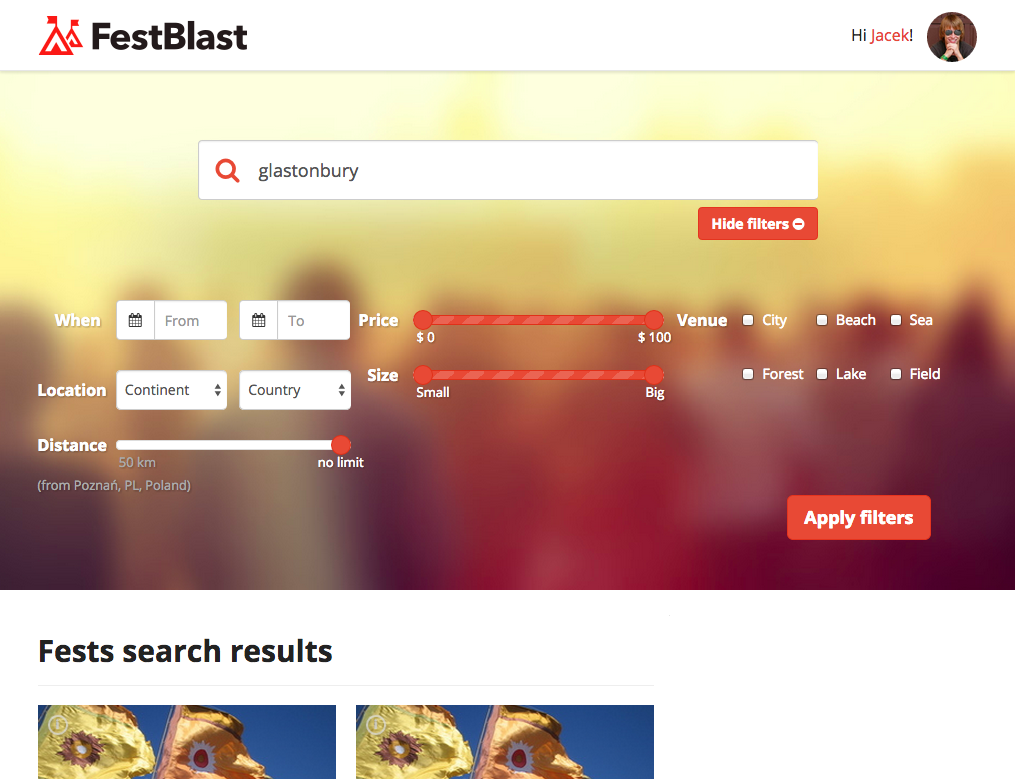 FestBlast
Hi Jacek!
glastonbury
Hide filters
When From To Price $ 0 $ 100 Venue City Beach Sea
Location Continent Country Size Small Big Forest Lake Field
Distance 50 km no limit
(from Poznań, PL, Poland)
Apply filters
Fests search results